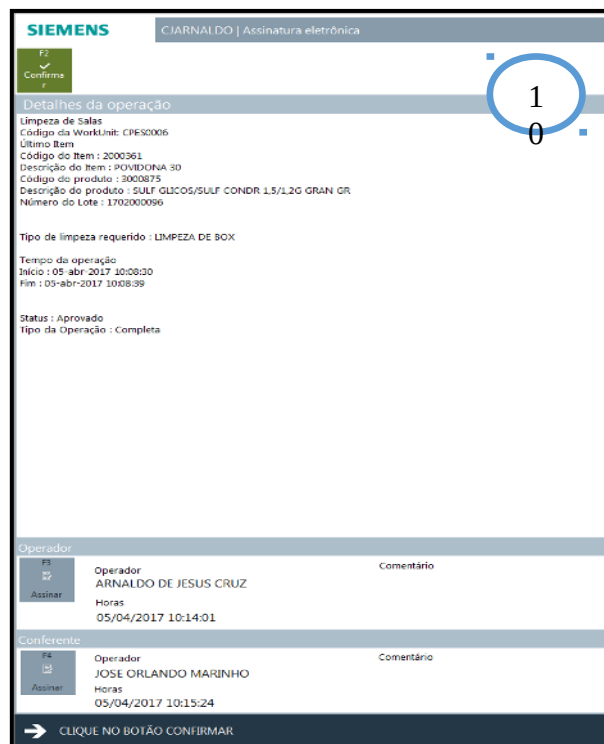 SIEMENS
CJARNALDO | Assinatura eletrônica
F2
Confirma
r
1
0
Detalhes da operação
Limpeza de Salas
Código da WorkUnit: CPES0006
Último Item
Código do Item : 2000361
Descrição do Item : POVIDONA 30
Código do produto : 3000875
Descrição do produto : SULF GLICOS/SULF CONDR 1,5/1,2G GRAN GR
Número do Lote : 1702000096
Tipo de limpeza requerido : LIMPEZA DE BOX
Tempo da operação
Início : 05-abr-2017 10:08:30
Fim : 05-abr-2017 10:08:39
Status : Aprovado
Tipo da Operação : Completa
Operador
F3
Assinar
Operador
ARNALDO DE JESUS CRUZ
Horas
05/04/2017 10:14:01
Comentário
Conferente
F4
Assinar
Operador
JOSE ORLANDO MARINHO
Horas
05/04/2017 10:15:24
Comentário
CLIQUE NO BOTÃO CONFIRMAR